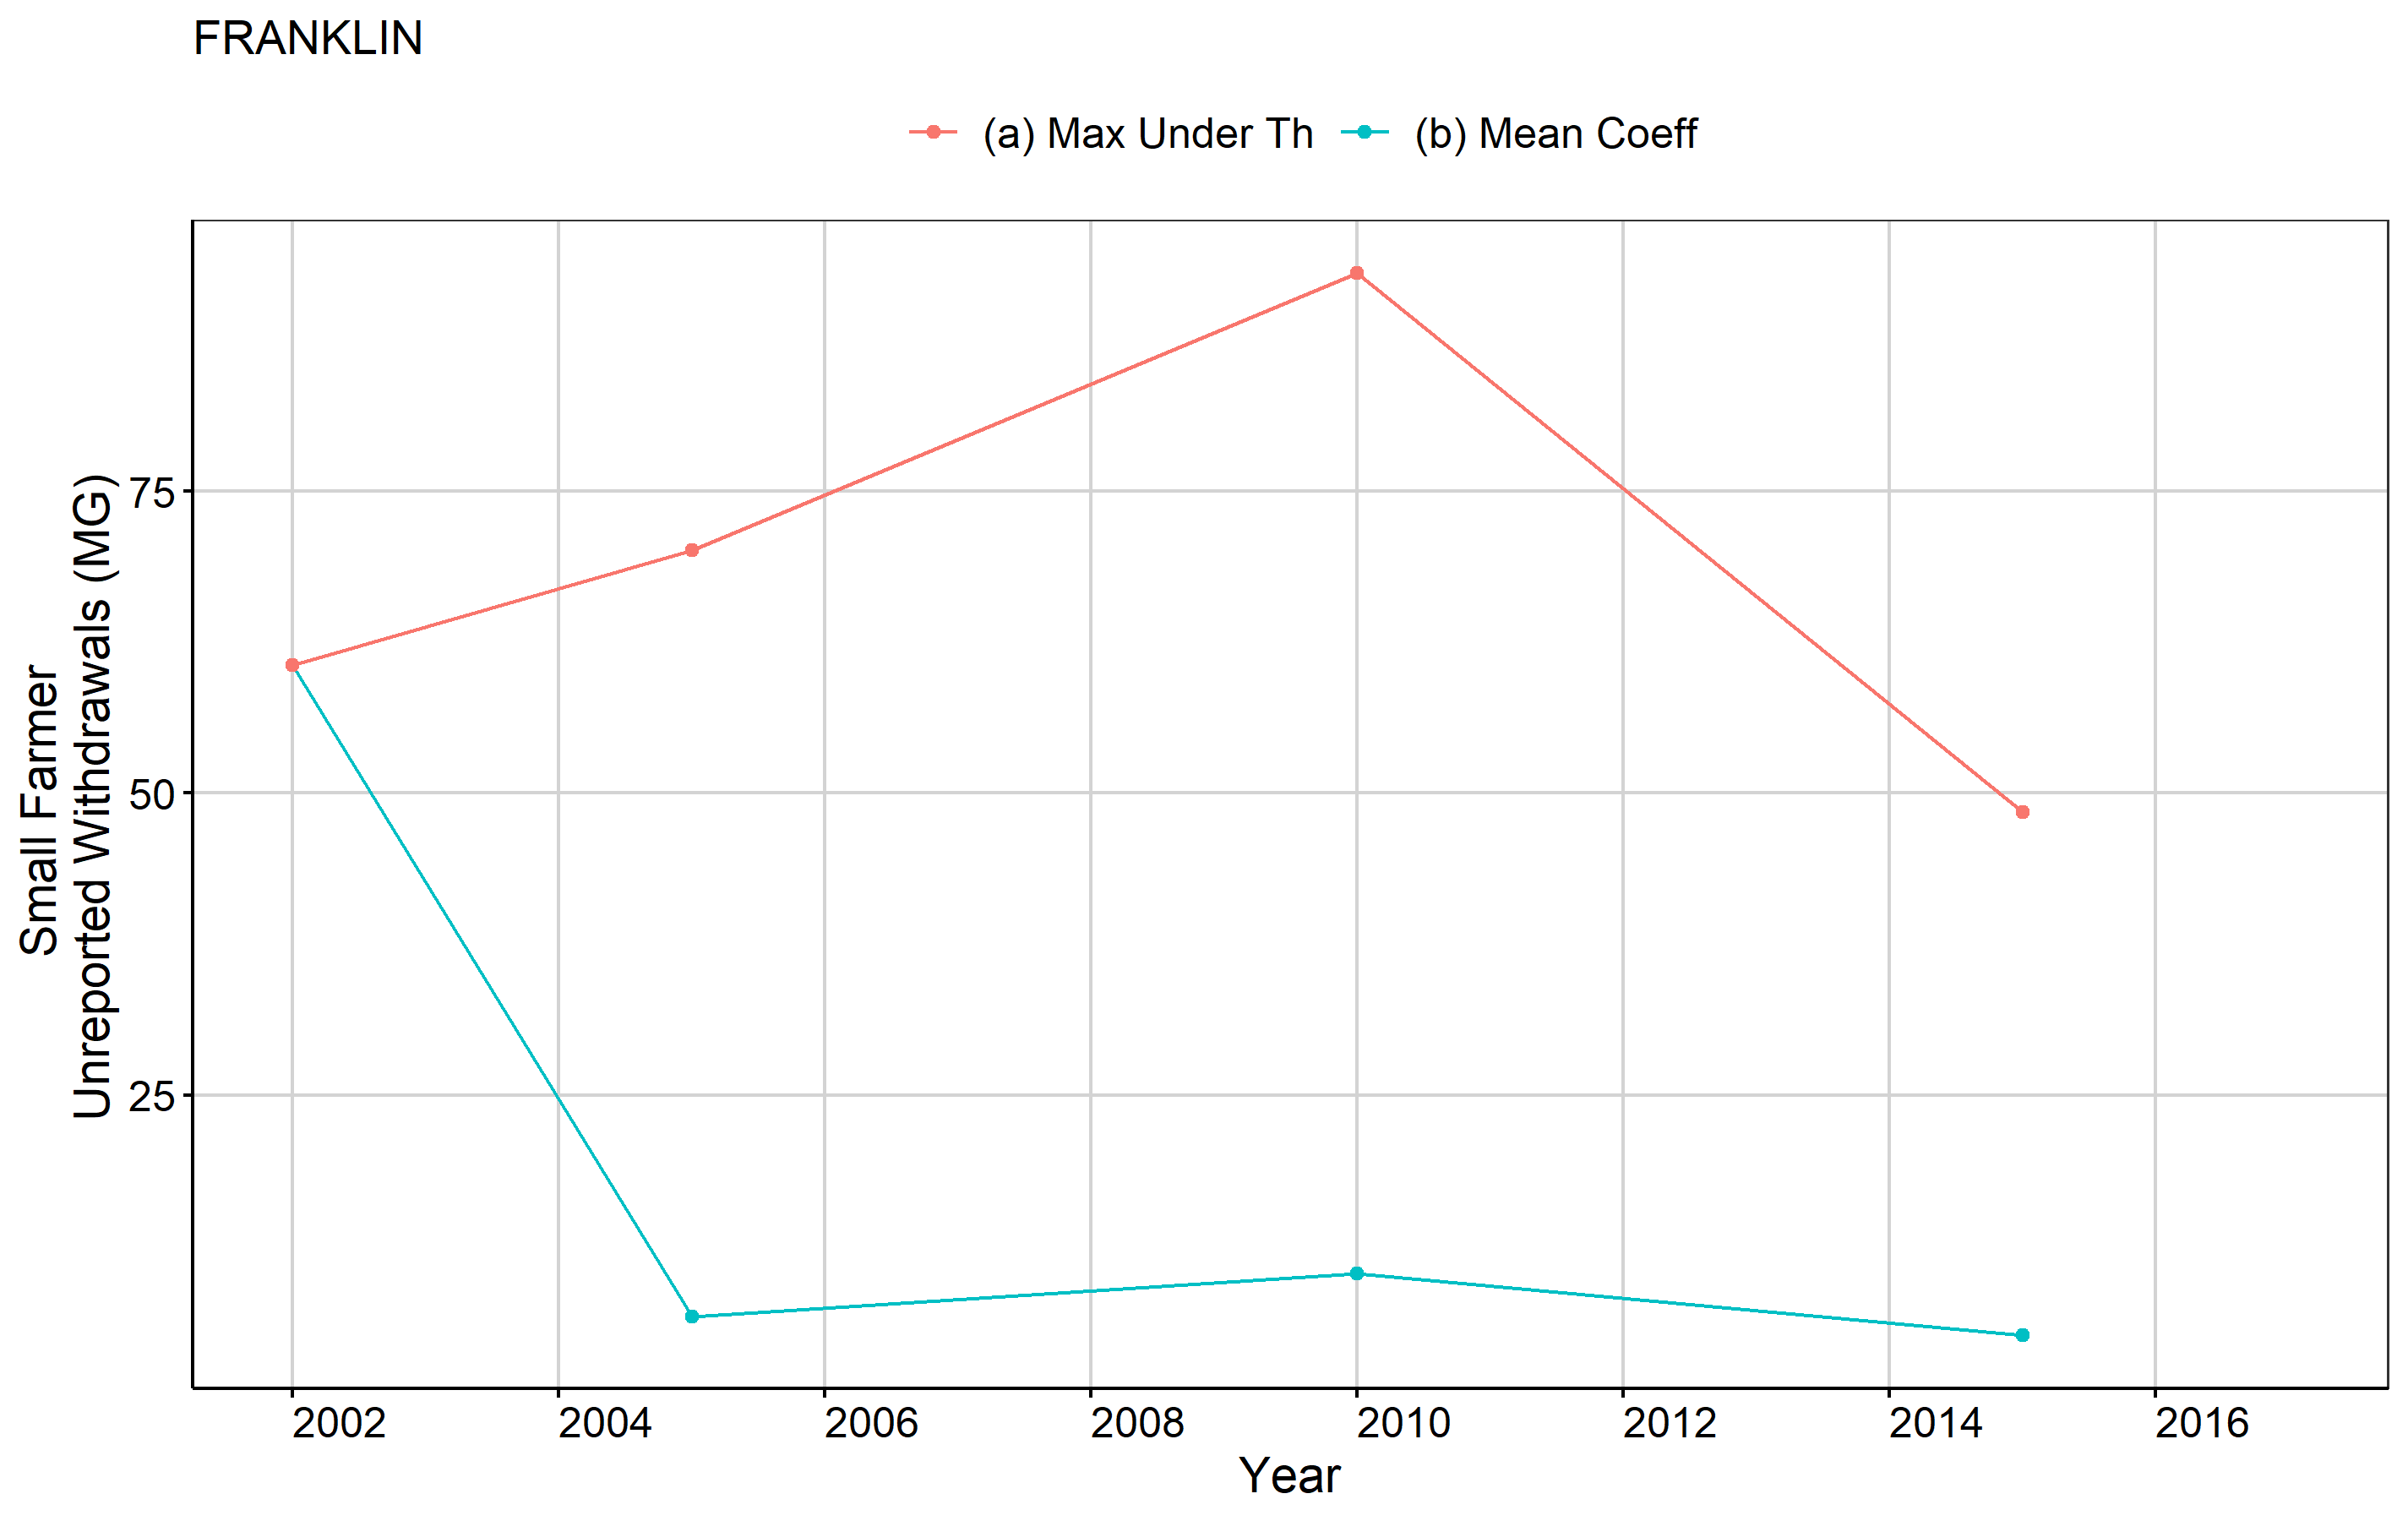 FRANKLIN
(a) Max Under Th
(b) Mean Coeff
Small Farmer
Unreported Withdrawals (MG)
75
50
25
2002
2004
2006
2008
2010
2012
2014
2016
Year